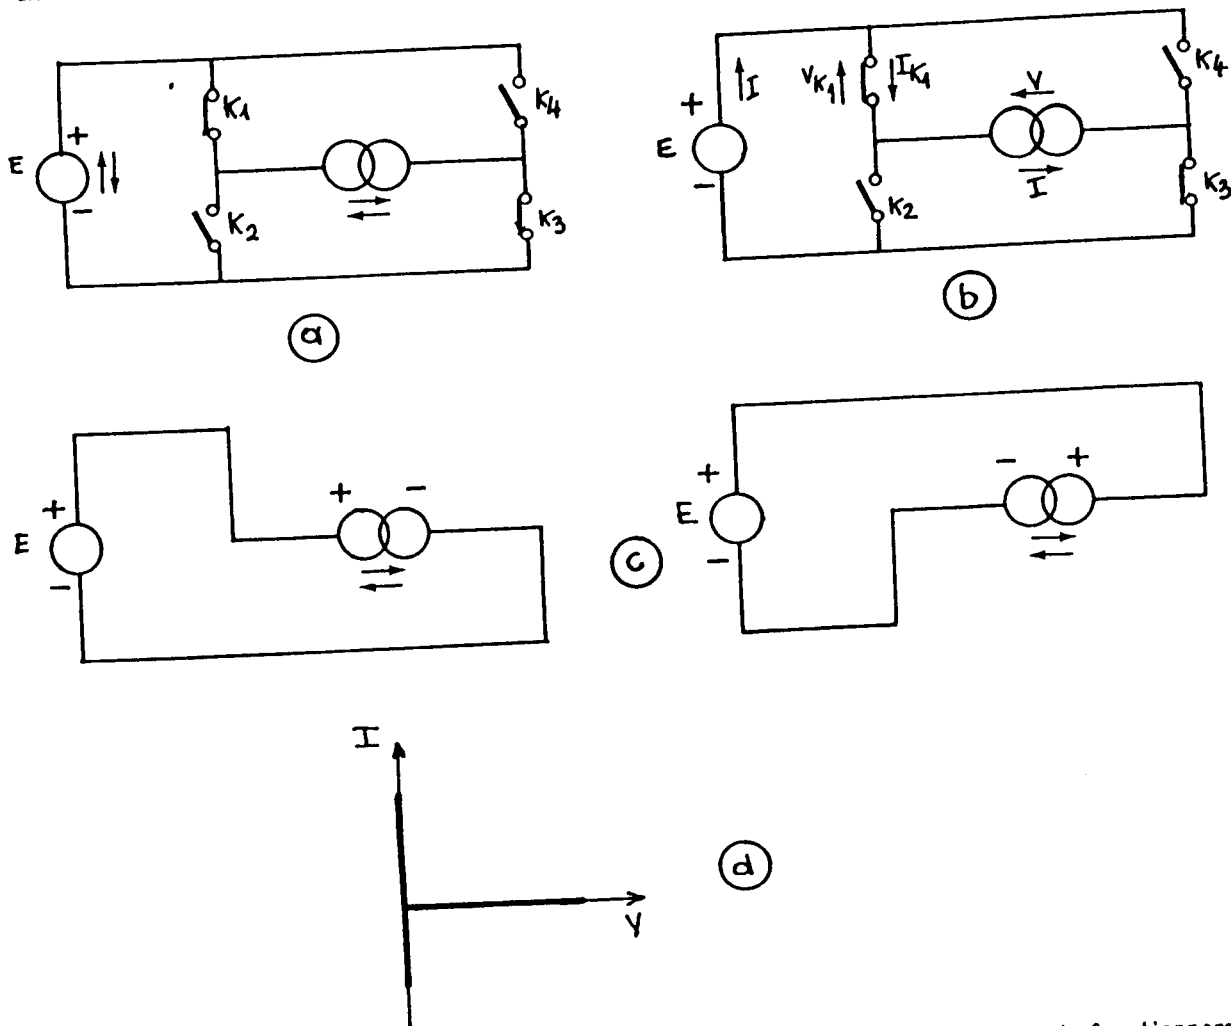 + E -
K1
K2
K4
K3
a
+ E -
I
VK1
IK1
K2
V
I
K4
K3
b
+ E -
+ -
c
+ E -
- +
I
V
d